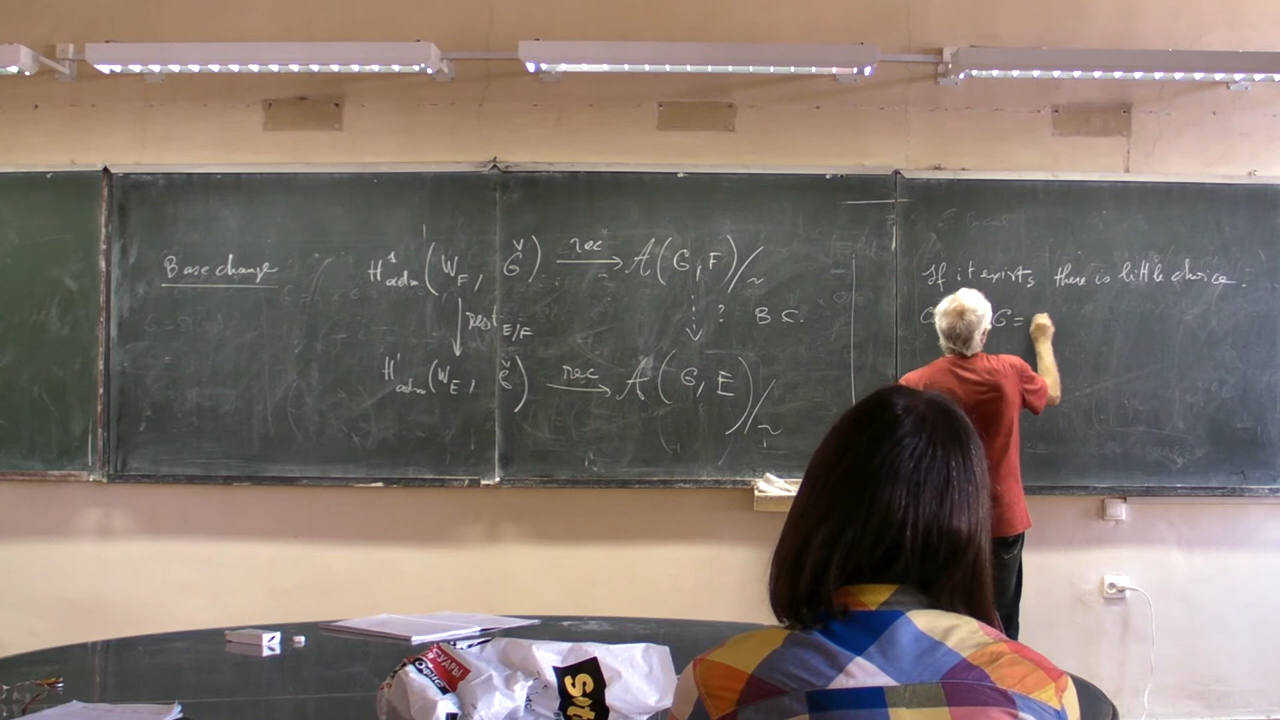 Base change
H¹adm(W_F, Ǧ) rec → A(G, F)/~
rest E/F ? B.C.
H¹adm(W_E, Ǧ) rec → A(G, E)/~
If it exists, there is little choice.
G =